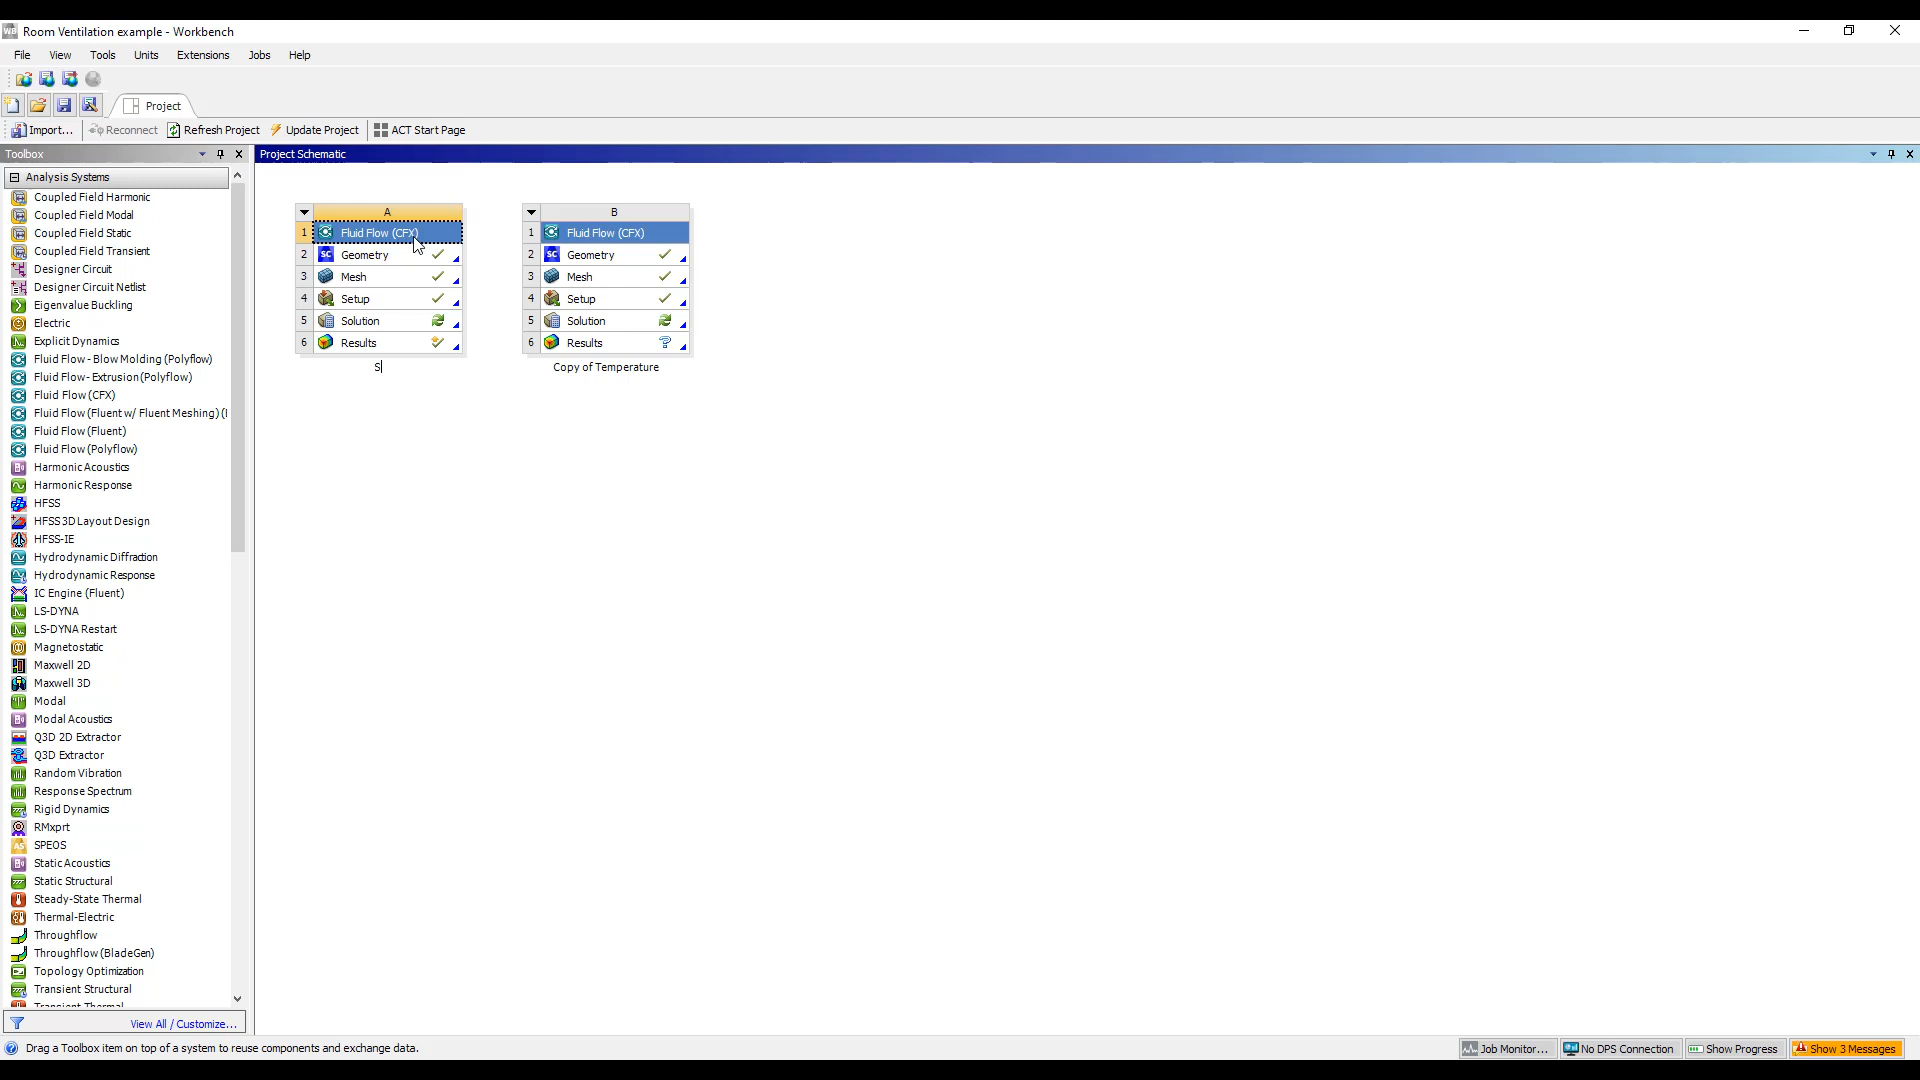 Room Ventilation example - Workbench
File View Tools Units Extensions Jobs Help
Project
Import... Reconnect Refresh Project Update Project ACT Start Page
Toolbox
Project Schematic
Analysis Systems
Coupled Field Harmonic
Coupled Field Modal
Coupled Field Static
Coupled Field Transient
Designer Circuit
Designer Circuit Netlist
Eigenvalue Buckling
Electric
Explicit Dynamics
Fluid Flow - Blow Molding (Polyflow)
Fluid Flow - Extrusion (Polyflow)
Fluid Flow (CFX)
Fluid Flow (Fluent w/ Fluent Meshing) (
Fluid Flow (Fluent)
Fluid Flow (Polyflow)
Harmonic Acoustics
Harmonic Response
HFSS
HFSS 3D Layout Design
HFSS-IE
Hydrodynamic Diffraction
Hydrodynamic Response
IC Engine (Fluent)
LS-DYNA
LS-DYNA Restart
Magnetostatic
Maxwell 2D
Maxwell 3D
Modal
Modal Acoustics
Q3D 2D Extractor
Q3D Extractor
Random Vibration
Response Spectrum
Rigid Dynamics
RMxprt
SPEOS
Static Acoustics
Static Structural
Steady-State Thermal
Thermal-Electric
Throughflow
Throughflow (BladeGen)
Topology Optimization
Transient Structural
Transient Thermal
View All / Customize...
A
1 Fluid Flow (CFX)
2 Geometry
3 Mesh
4 Setup
5 Solution
6 Results
S
B
1 Fluid Flow (CFX)
2 Geometry
3 Mesh
4 Setup
5 Solution
6 Results
Copy of Temperature
Drag a Toolbox item on top of a system to reuse components and exchange data.
Job Monitor... No DPS Connection Show Progress Show 3 Messages